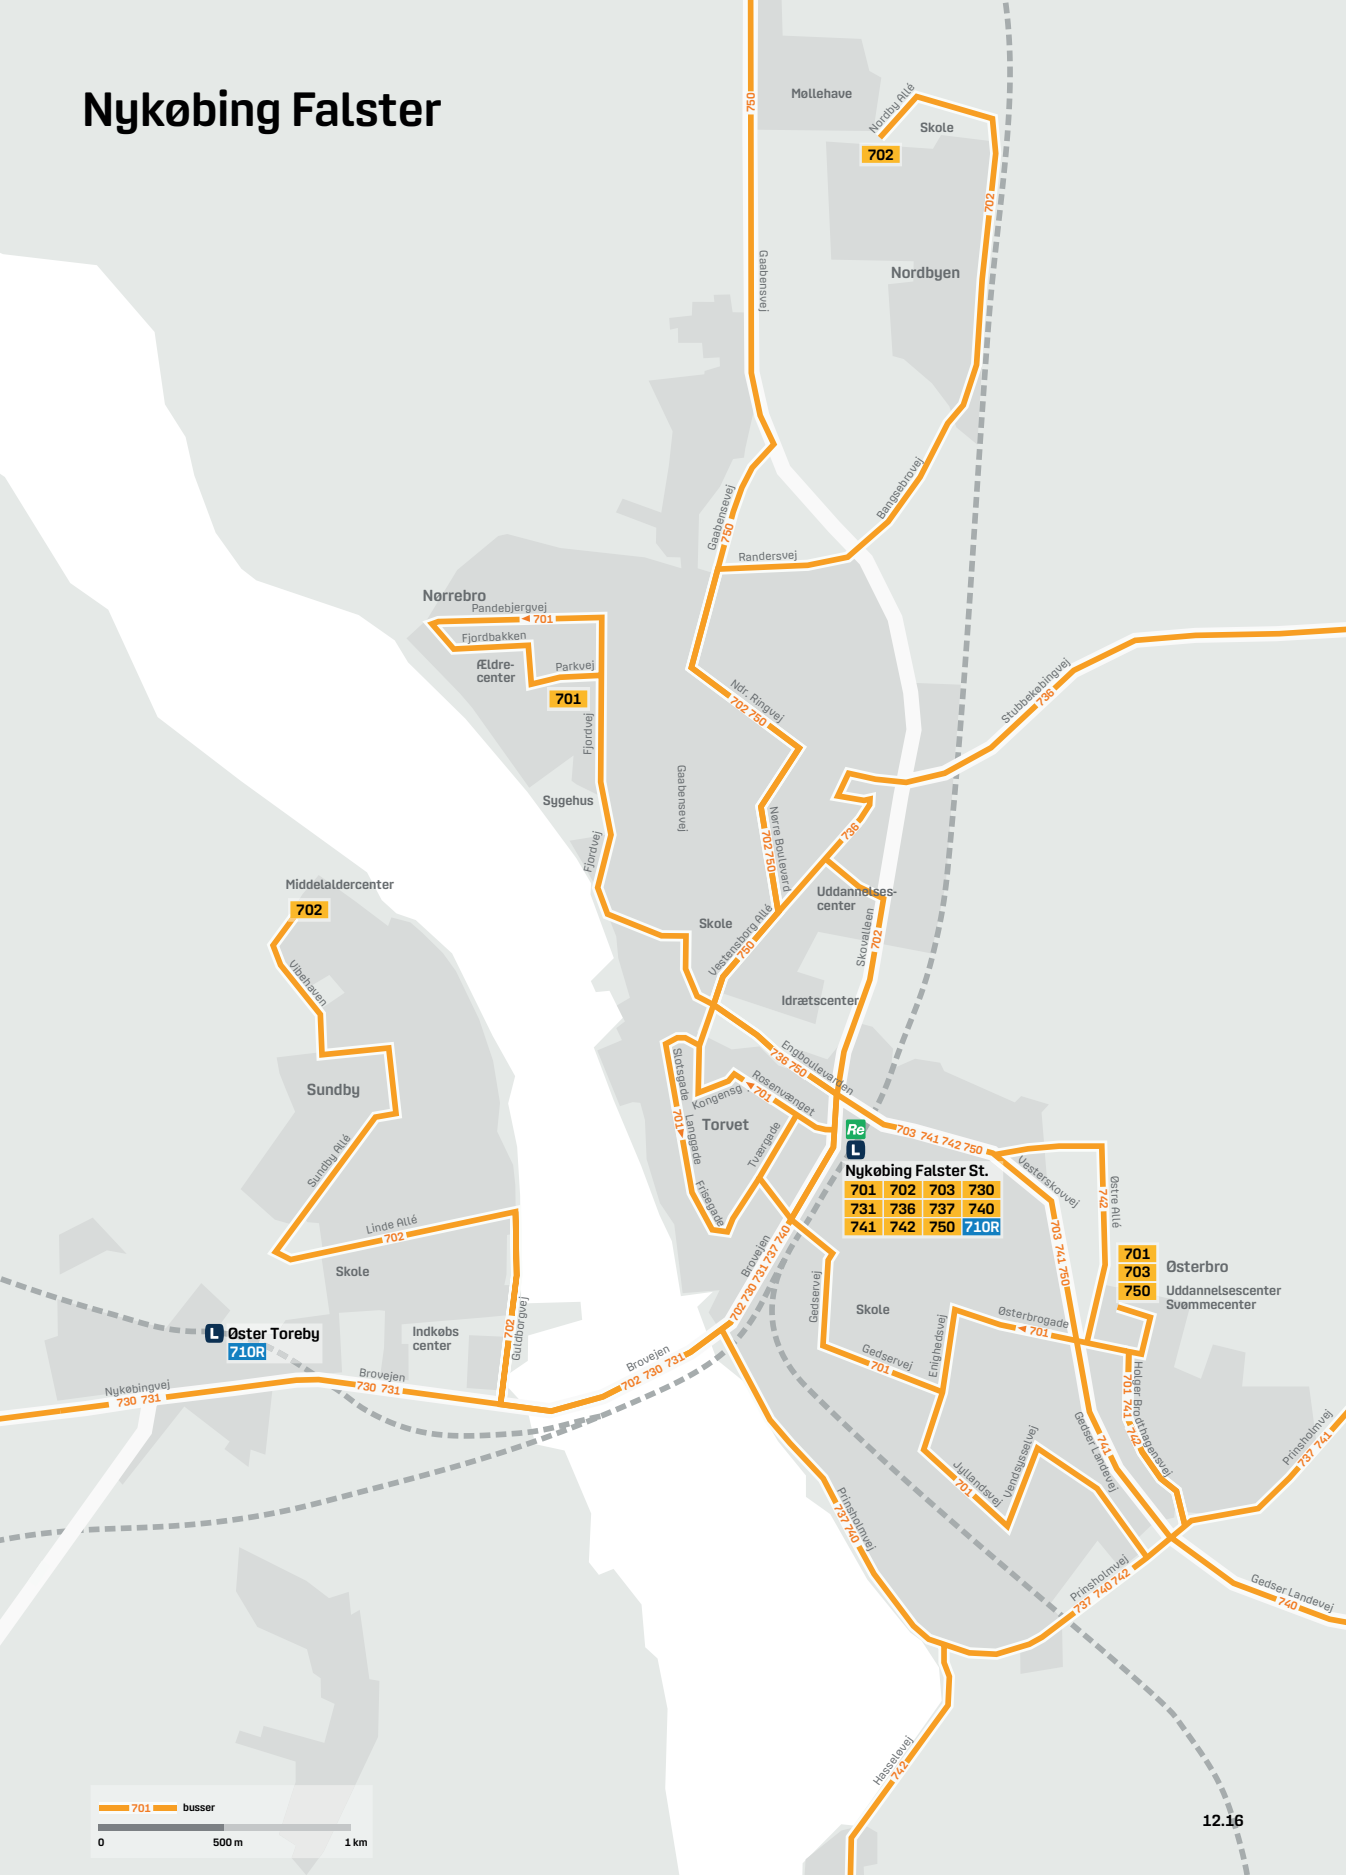 Nykøbing Falster
750
Møllehave
Nordby Allé
Skole
702
702
Nordbyen
Gaabensvej
Gaabensevej
750
Bangsebrovej
Randersvej
Nørrebro
Pandebjergvej
701
Fjordbakken
Ældre-
center
Parkvej
701
Fjordvej
Ndr. Ringvej
702 750
Stubbekøbingvej
736
Gaabensevej
Sygehus
Fjordvej
Nørre Boulevard
702 750
736
Uddannelses-
center
Middelaldercenter
702
Skole
Vestensborg Allé
750
Skovalleen
702
Vibehaven
Idrætscenter
Engboulevarden
736 750
Slotsgade
Kongensg
Rosenvænget
701
701
Langgade
Torvet
Tværgade
Frisegade
Sundby
Sundby Allé
Re
L
Nykøbing Falster St.
701 702 703 730
731 736 737 740
741 742 750 710R
703 741 742 750
Vesterskovvej
742
Østre Allé
703 741 750
Linde Allé
702
Skole
Brovejen
702 730 731 737 740
701
703
750
Østerbro
Uddannelsescenter
Svømmecenter
Gedservej
Skole
Østerbrogade
701
Enighedsvej
Gedservej
701
L
Øster Toreby
710R
Indkøbs
center
702
Guldborgvej
Brovejen
702 730 731
Brovejen
730 731
Nykøbingvej
730 731
Holger Brodthagensvej
701 741
742
Gedser Landevej
741
Vendsysselvej
Jyllandsvej
701
Prinsholmvej
737 741
Prinsholmvej
737 740
Prinsholmvej
737 740 742
Gedser Landevej
740
Hasseløvej
742
701
busser
0
500 m
1 km
12.16